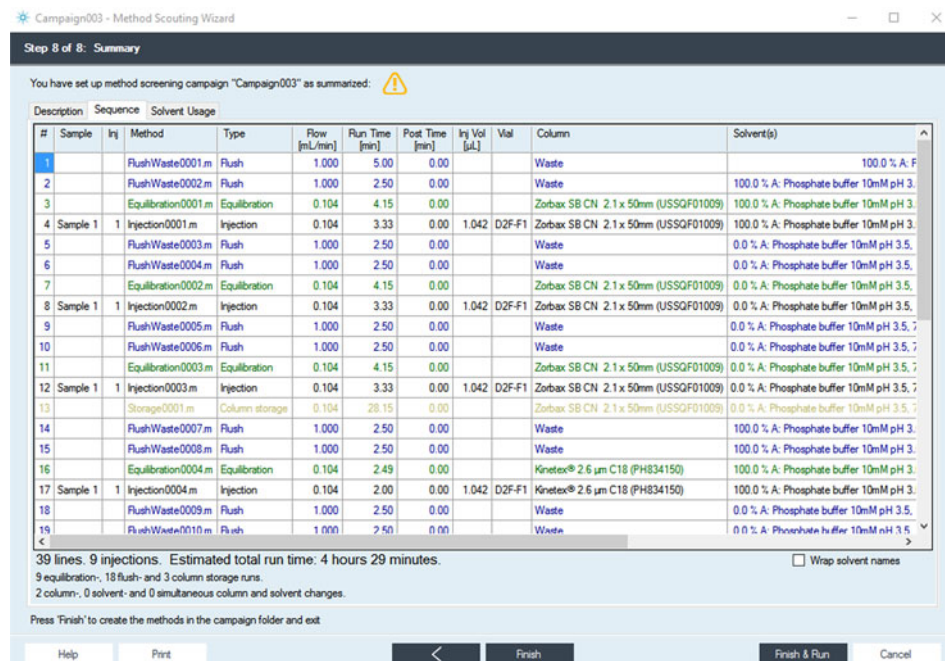 Campaign003 - Method Scouting Wizard
Step 8 of 8: Summary
You have set up method screening campaign "Campaign003" as summarized:
Description Sequence Solvent Usage
# Sample Inj Method Type Flow [mL/min] Run Time [min] Post Time [min] Inj Vol [µL] Vial Column Solvent(s)
1 FlushWaste0001.m Flush 1.000 5.00 0.00 Waste 100.0 % A: F
2 FlushWaste0002.m Flush 1.000 2.50 0.00 Waste 100.0 % A: Phosphate buffer 10mM pH 3.
3 Equilibration0001.m Equilibration 0.104 4.15 0.00 Zorbax SB CN 2.1 x 50mm (USSQF01009) 100.0 % A: Phosphate buffer 10mM pH 3.
4 Sample 1 1 Injection0001.m Injection 0.104 3.33 0.00 1.042 D2F-F1 Zorbax SB CN 2.1 x 50mm (USSQF01009) 100.0 % A: Phosphate buffer 10mM pH 3.
5 FlushWaste0003.m Flush 1.000 2.50 0.00 Waste 0.0 % A: Phosphate buffer 10mM pH 3.5,
6 FlushWaste0004.m Flush 1.000 2.50 0.00 Waste 0.0 % A: Phosphate buffer 10mM pH 3.5,
7 Equilibration0002.m Equilibration 0.104 4.15 0.00 Zorbax SB CN 2.1 x 50mm (USSQF01009) 0.0 % A: Phosphate buffer 10mM pH 3.5,
8 Sample 1 1 Injection0002.m Injection 0.104 3.33 0.00 1.042 D2F-F1 Zorbax SB CN 2.1 x 50mm (USSQF01009) 0.0 % A: Phosphate buffer 10mM pH 3.5,
9 FlushWaste0005.m Flush 1.000 2.50 0.00 Waste 0.0 % A: Phosphate buffer 10mM pH 3.5, 7
10 FlushWaste0006.m Flush 1.000 2.50 0.00 Waste 0.0 % A: Phosphate buffer 10mM pH 3.5, 7
11 Equilibration0003.m Equilibration 0.104 4.15 0.00 Zorbax SB CN 2.1 x 50mm (USSQF01009) 0.0 % A: Phosphate buffer 10mM pH 3.5, 7
12 Sample 1 1 Injection0003.m Injection 0.104 3.33 0.00 1.042 D2F-F1 Zorbax SB CN 2.1 x 50mm (USSQF01009) 0.0 % A: Phosphate buffer 10mM pH 3.5, 7
13 Storage0001.m Column storage 0.104 28.15 0.00 Zorbax SB CN 2.1 x 50mm (USSQF01009) 0.0 % A: Phosphate buffer 10mM pH 3.5, 7
14 FlushWaste0007.m Flush 1.000 2.50 0.00 Waste 100.0 % A: Phosphate buffer 10mM pH 3.
15 FlushWaste0008.m Flush 1.000 2.50 0.00 Waste 100.0 % A: Phosphate buffer 10mM pH 3.
16 Equilibration0004.m Equilibration 0.104 2.49 0.00 Kinetex® 2.6 µm C18 (PH834150) 100.0 % A: Phosphate buffer 10mM pH 3.
17 Sample 1 1 Injection0004.m Injection 0.104 2.00 0.00 1.042 D2F-F1 Kinetex® 2.6 µm C18 (PH834150) 100.0 % A: Phosphate buffer 10mM pH 3.
18 FlushWaste0009.m Flush 1.000 2.50 0.00 Waste 0.0 % A: Phosphate buffer 10mM pH 3.5,
19 FlushWaste0010.m Flush 1.000 2.50 0.00 Waste 0.0 % A: Phosphate buffer 10mM pH 3.5
39 lines. 9 injections. Estimated total run time: 4 hours 29 minutes.
Wrap solvent names
9 equilibration-, 18 flush- and 3 column storage runs.
2 column-, 0 solvent- and 0 simultaneous column and solvent changes.
Press 'Finish' to create the methods in the campaign folder and exit
Help Print < Finish Finish & Run Cancel